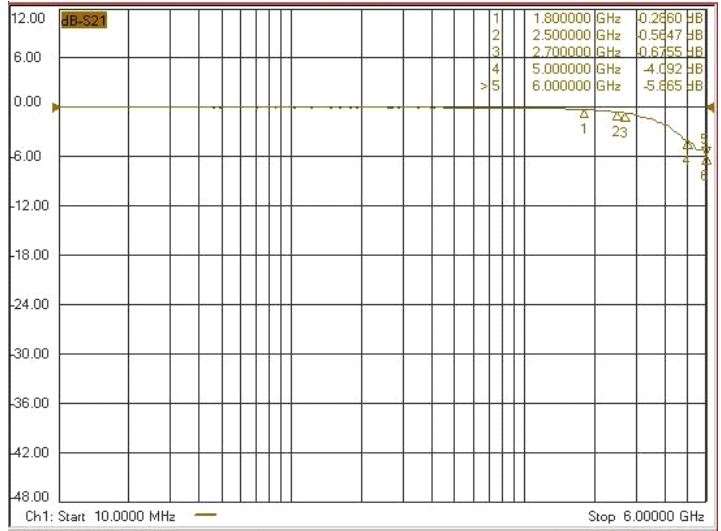 12.00 dB-S21
1 1.800000 GHz -0.2860 dB
2 2.500000 GHz -0.5647 dB
3 2.700000 GHz -0.6755 dB
4 5.000000 GHz -4.092 dB
>5 6.000000 GHz -5.865 dB
6.00
0.00
1
23
-6.00
-12.00
-18.00
-24.00
-30.00
-36.00
-42.00
-48.00
Ch1: Start 10.0000 MHz
Stop 6.00000 GHz